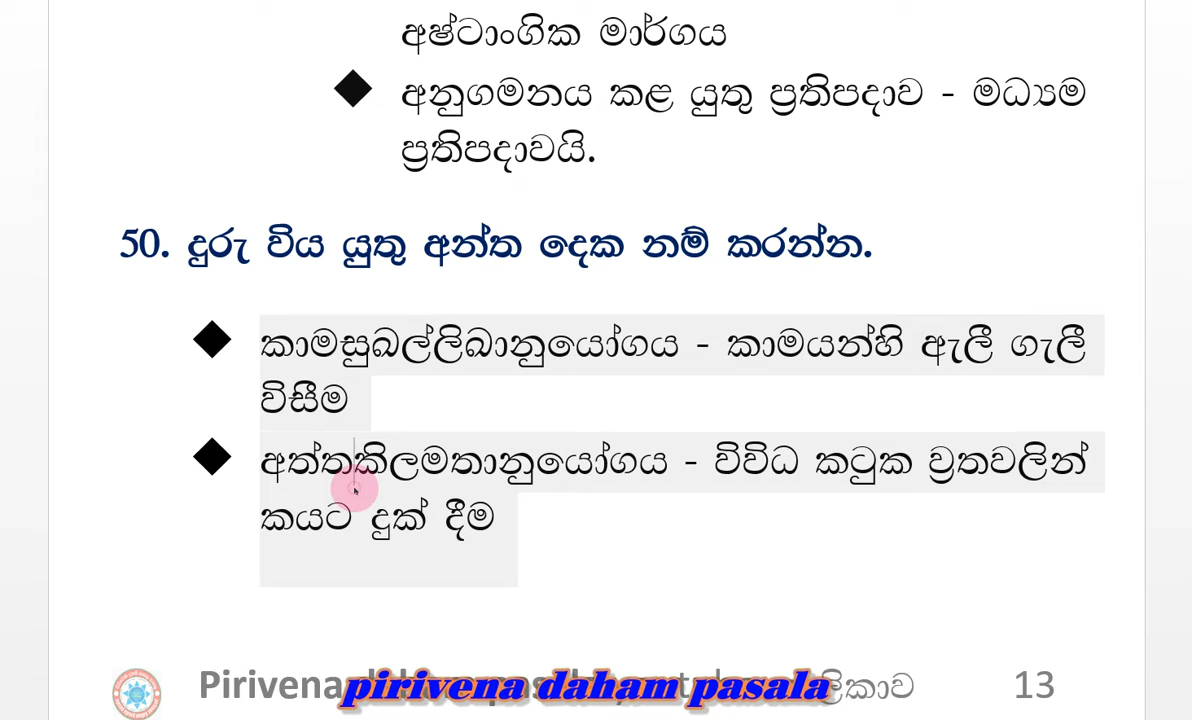 අෂ්ටාංගික මාර්ගය
◆ අනුගමනය කළ යුතු ප්‍රතිපදාව - මධ්‍යම
ප්‍රතිපදාවයි.
50. දුරු විය යුතු අන්ත දෙක නම් කරන්න.
◆ කාමසුඛල්ලිඛානුයෝගය - කාමයන්හි ඇලී ගැලී
විසීම
◆ අත්තකිලමතානුයෝගය - විවිධ කටුක ව්‍රතවලින්
කයට දුක් දීම
Pirivena
pirivena daham pasala
13